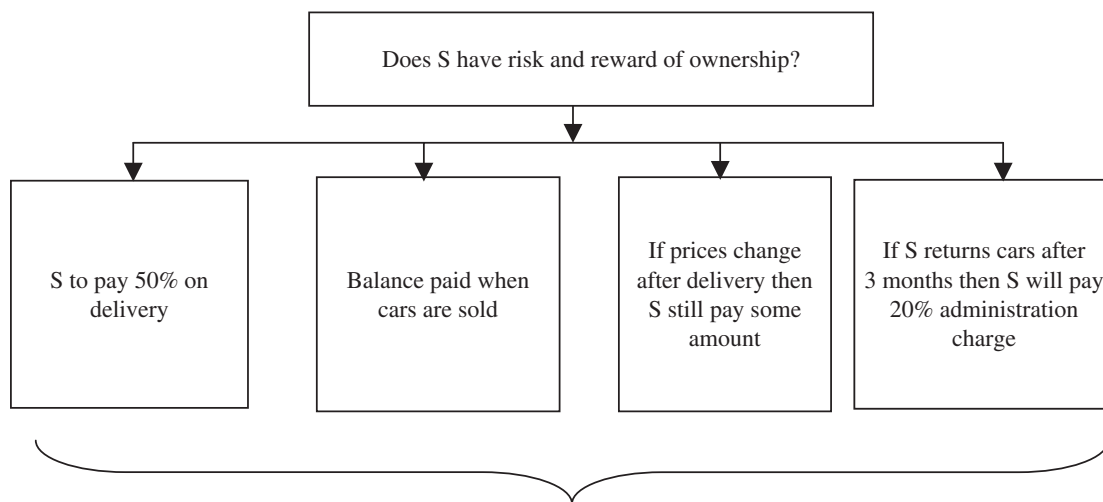 Does S have risk and reward of ownership?
S to pay 50% on
delivery
Balance paid when
cars are sold
If prices change
after delivery then
S still pay some
amount
If S returns cars after
3 months then S will pay
20% administration
charge